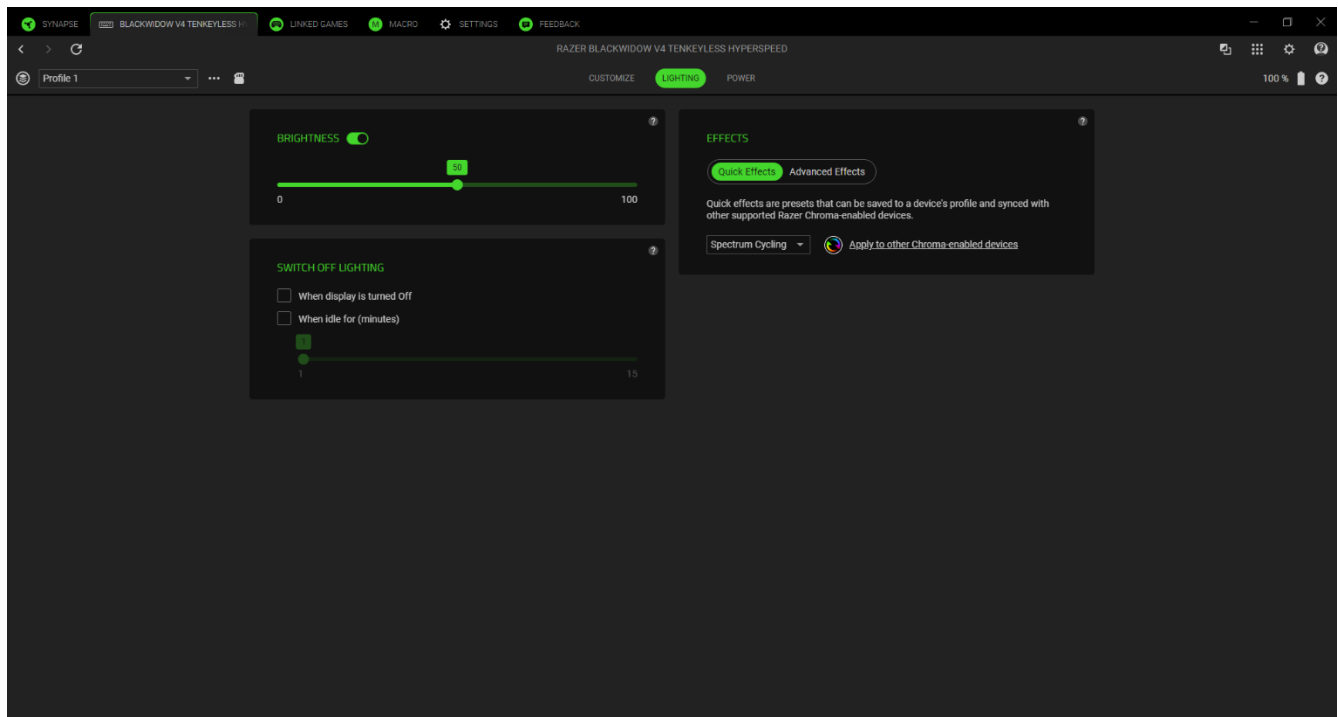 SYNAPSE
BLACKWIDOW V4 TENKEYLESS
LINKED GAMES
MACRO
SETTINGS
FEEDBACK
RAZER BLACKWIDOW V4 TENKEYLESS HYPERSPEED
Profile 1
CUSTOMIZE
LIGHTING
POWER
100 %
BRIGHTNESS
50
0
100
SWITCH OFF LIGHTING
When display is turned Off
When idle for (minutes)
1
1
15
EFFECTS
Quick Effects
Advanced Effects
Quick effects are presets that can be saved to a device's profile and synced with
other supported Razer Chroma-enabled devices.
Spectrum Cycling
Apply to other Chroma-enabled devices